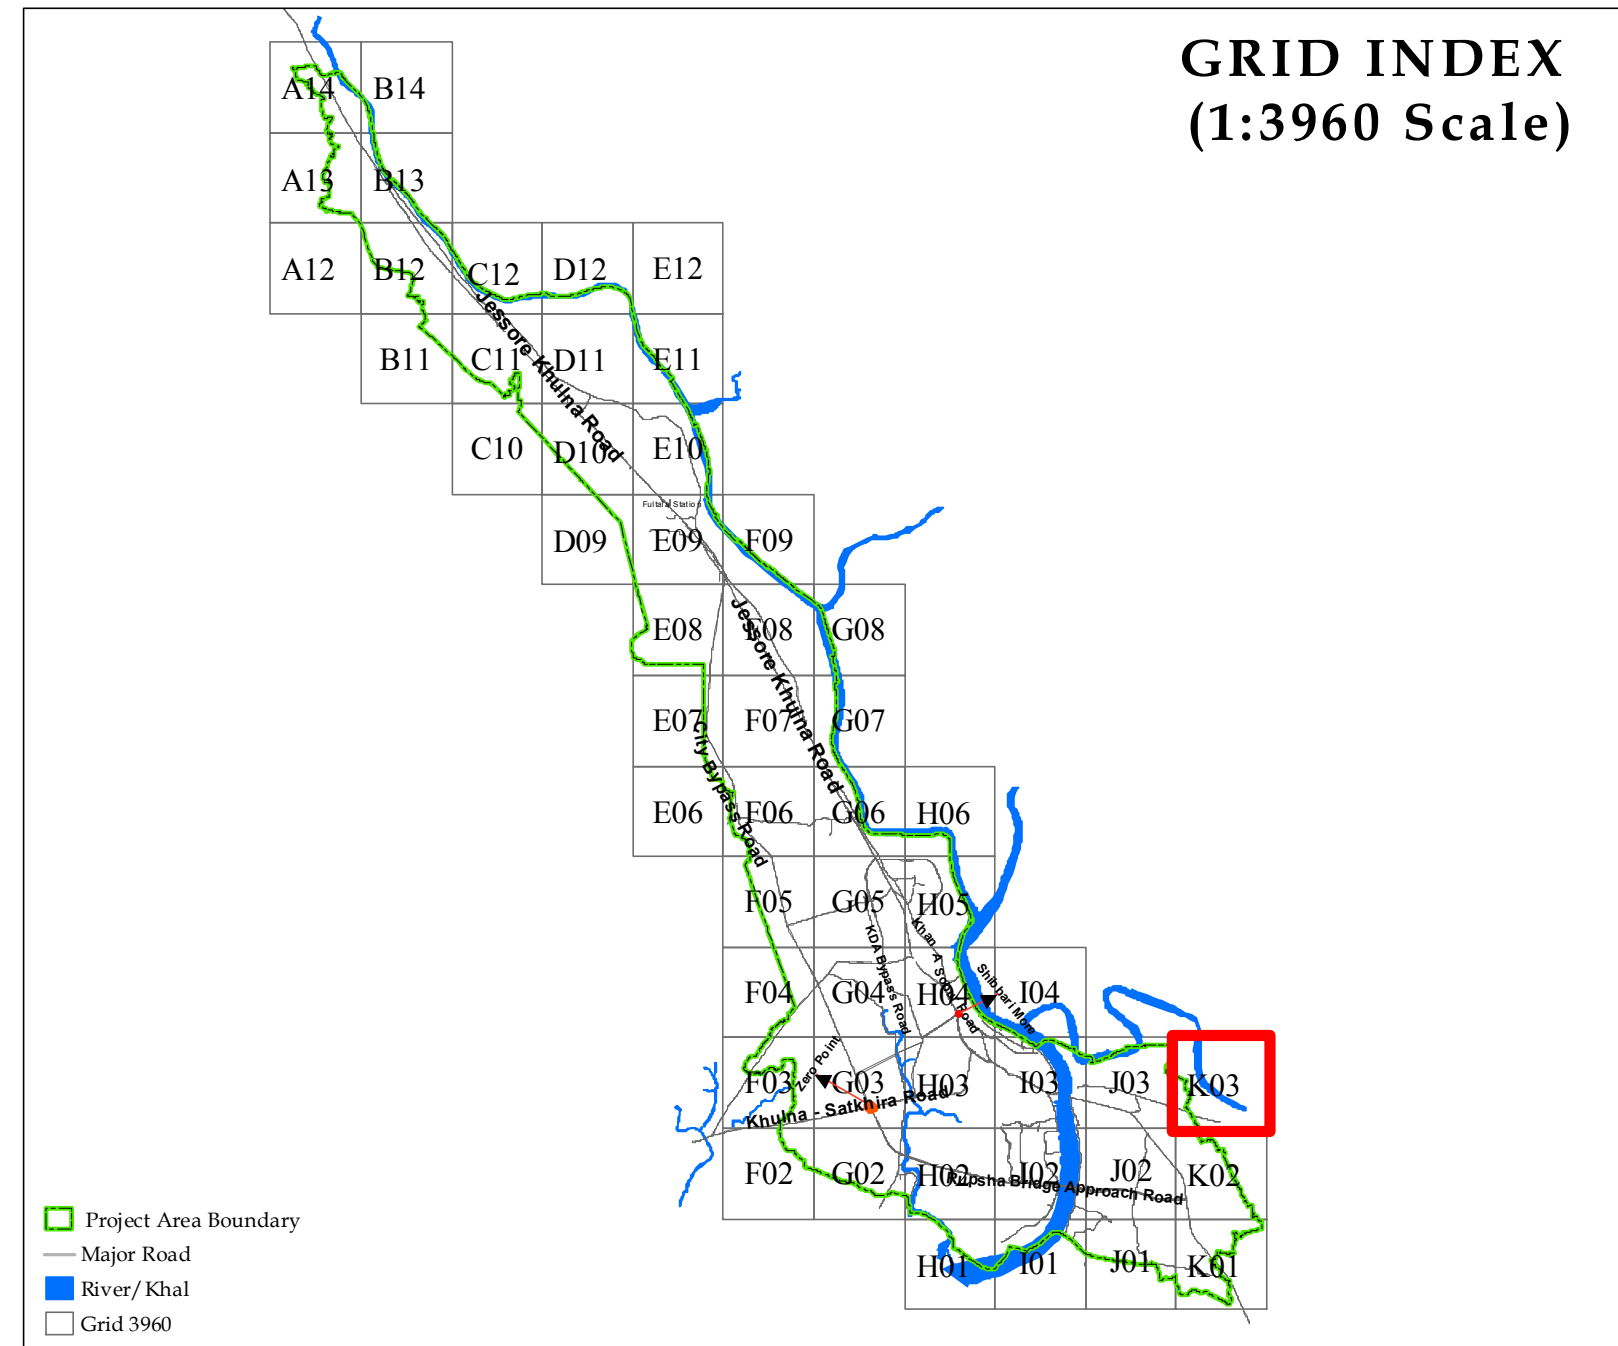 GRID INDEX
(1:3960 Scale)
A14 B14
A13 B13
A12 B12 C12 D12 E12
Jessore Khulna Road
B11 C11 D11 E11
C10 D10 E10
Station
D09 E09 F09
E08 F08 G08
Jessore Khulna Road
E07 F07 G07
City Bypass Road
E06 F06 G06 H06
F05 G05 H05
KDA Bypass Road
Khan A Sobur Road
Shibbari More
F04 G04 H04 I04
Zero Point
F03 G03 H03 I03 J03 K03
Khulna - Satkhira Road
F02 G02 H02 I02 J02 K02
Rupsha Bridge Approach Road
H01 I01 J01 K01
Project Area Boundary
Major Road
River/ Khal
Grid 3960